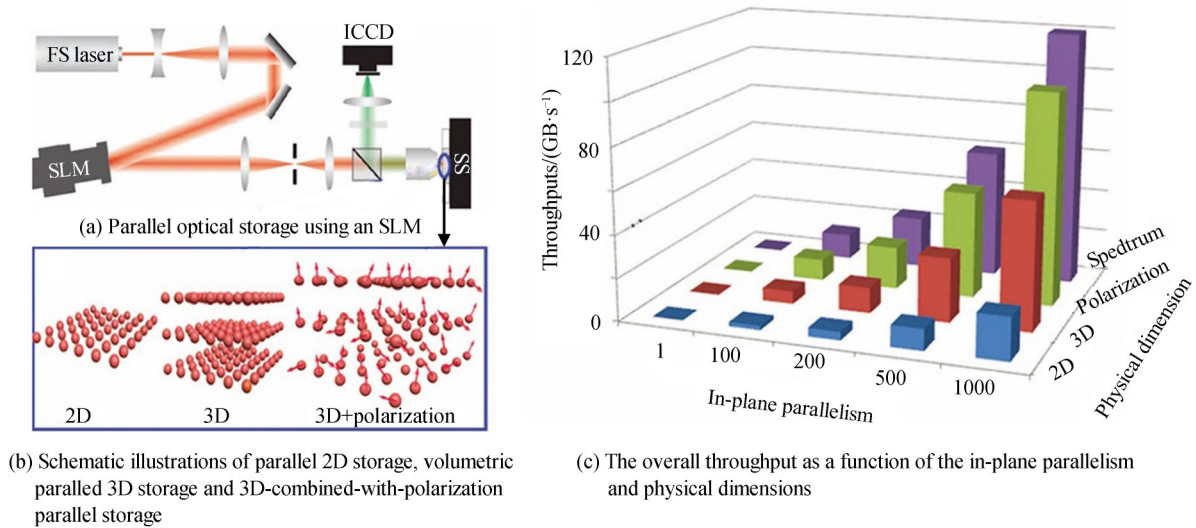 FS laser
ICCD
SLM
SS
(a) Parallel optical storage using an SLM
2D
3D
3D+polarization
(b) Schematic illustrations of parallel 2D storage, volumetric
paralled 3D storage and 3D-combined-with-polarization
parallel storage
Throughputs/(GB·s⁻¹)
120
80
40
0
1
100
200
500
1000
In-plane parallelism
2D
3D
Polarization
Spedtrum
Physical dimension
(c) The overall throughput as a function of the in-plane parallelism
and physical dimensions